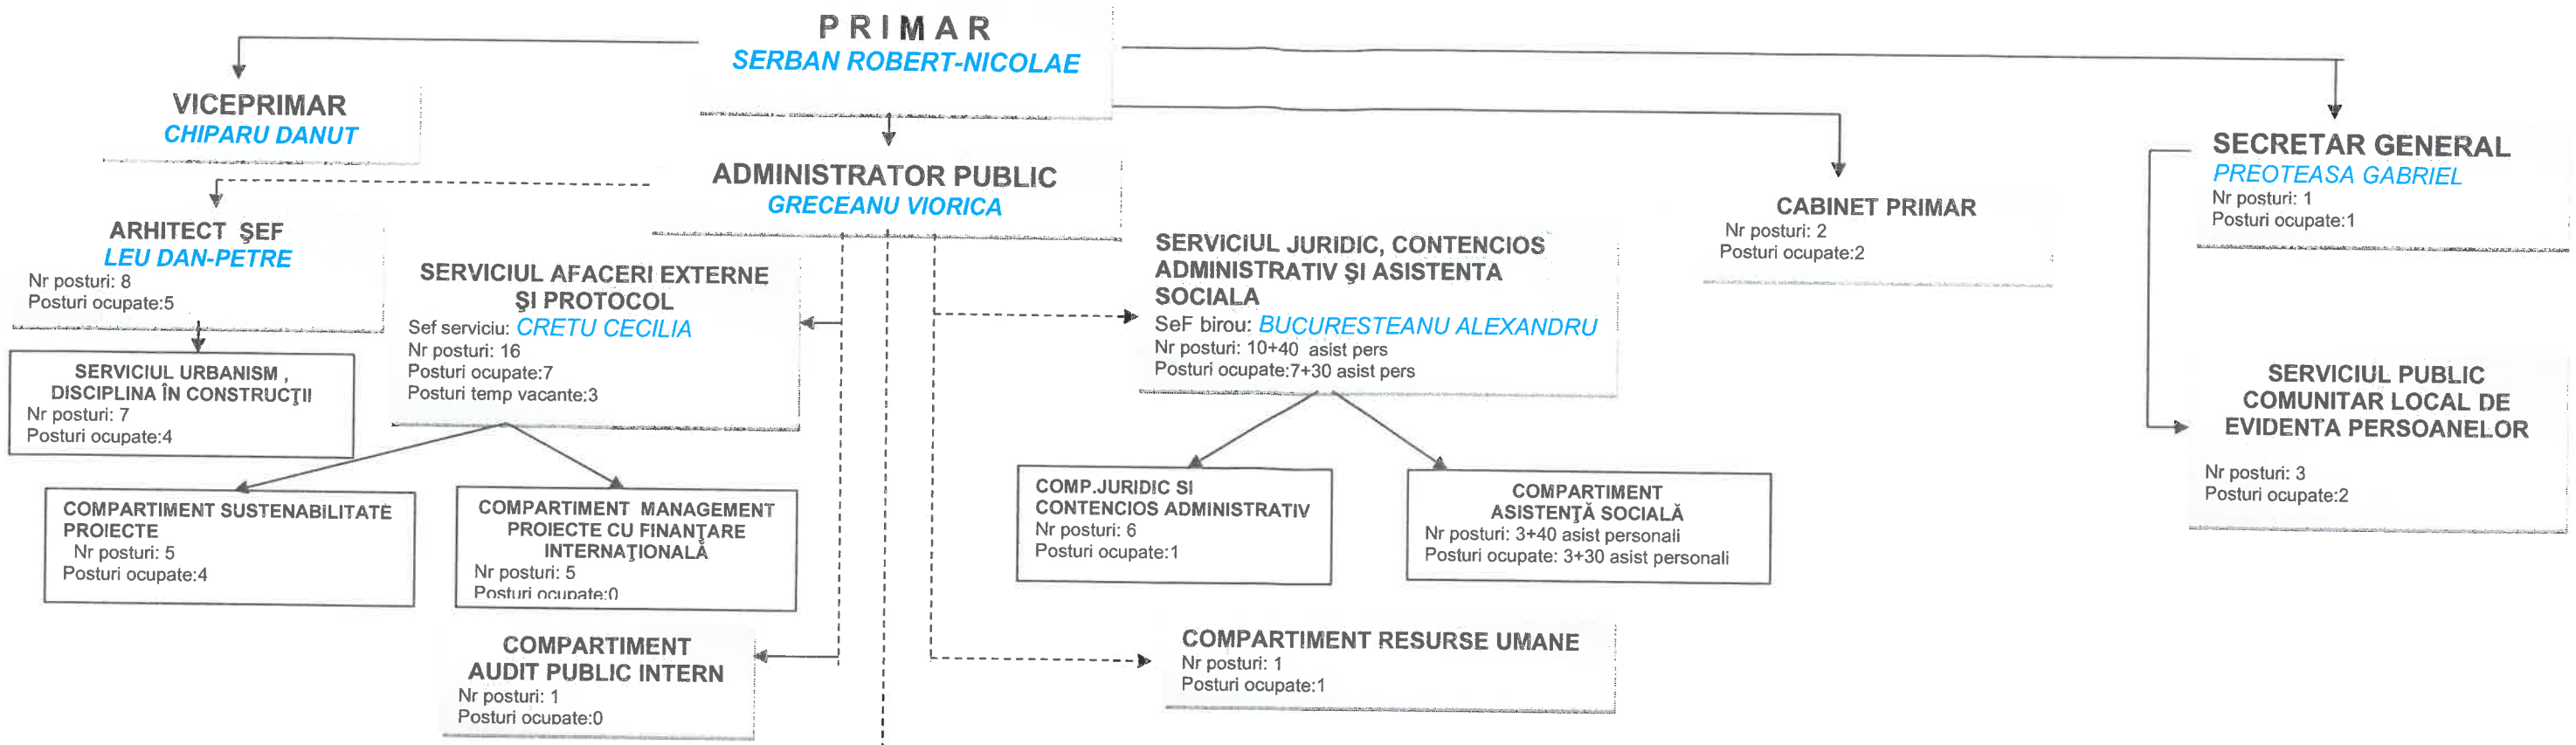 PRIMAR
SERBAN ROBERT-NICOLAE
VICEPRIMAR
CHIPARU DANUT
ADMINISTRATOR PUBLIC
GRECEANU VIORICA
SECRETAR GENERAL
PREOTEASA GABRIEL
Nr posturi: 1
Posturi ocupate:1
CABINET PRIMAR
Nr posturi: 2
Posturi ocupate:2
ARHITECT ŞEF
LEU DAN-PETRE
Nr posturi: 8
Posturi ocupate:5
SERVICIUL AFACERI EXTERNE
ŞI PROTOCOL
Sef serviciu: CRETU CECILIA
Nr posturi: 16
Posturi ocupate:7
Posturi temp vacante:3
SERVICIUL JURIDIC, CONTENCIOS
ADMINISTRATIV ŞI ASISTENTA
SOCIALA
SeF birou: BUCURESTEANU ALEXANDRU
Nr posturi: 10+40 asist pers
Posturi ocupate:7+30 asist pers
SERVICIUL URBANISM ,
DISCIPLINA ÎN CONSTRUCŢII
Nr posturi: 7
Posturi ocupate:4
SERVICIUL PUBLIC
COMUNITAR LOCAL DE
EVIDENTA PERSOANELOR
Nr posturi: 3
Posturi ocupate:2
COMPARTIMENT SUSTENABILITATE
PROIECTE
Nr posturi: 5
Posturi ocupate:4
COMPARTIMENT MANAGEMENT
PROIECTE CU FINANŢARE
INTERNAŢIONALĂ
Nr posturi: 5
Posturi ocupate:0
COMP.JURIDIC SI
CONTENCIOS ADMINISTRATIV
Nr posturi: 6
Posturi ocupate:1
COMPARTIMENT
ASISTENŢĂ SOCIALĂ
Nr posturi: 3+40 asist personali
Posturi ocupate: 3+30 asist personali
COMPARTIMENT
AUDIT PUBLIC INTERN
Nr posturi: 1
Posturi ocupate:0
COMPARTIMENT RESURSE UMANE
Nr posturi: 1
Posturi ocupate:1